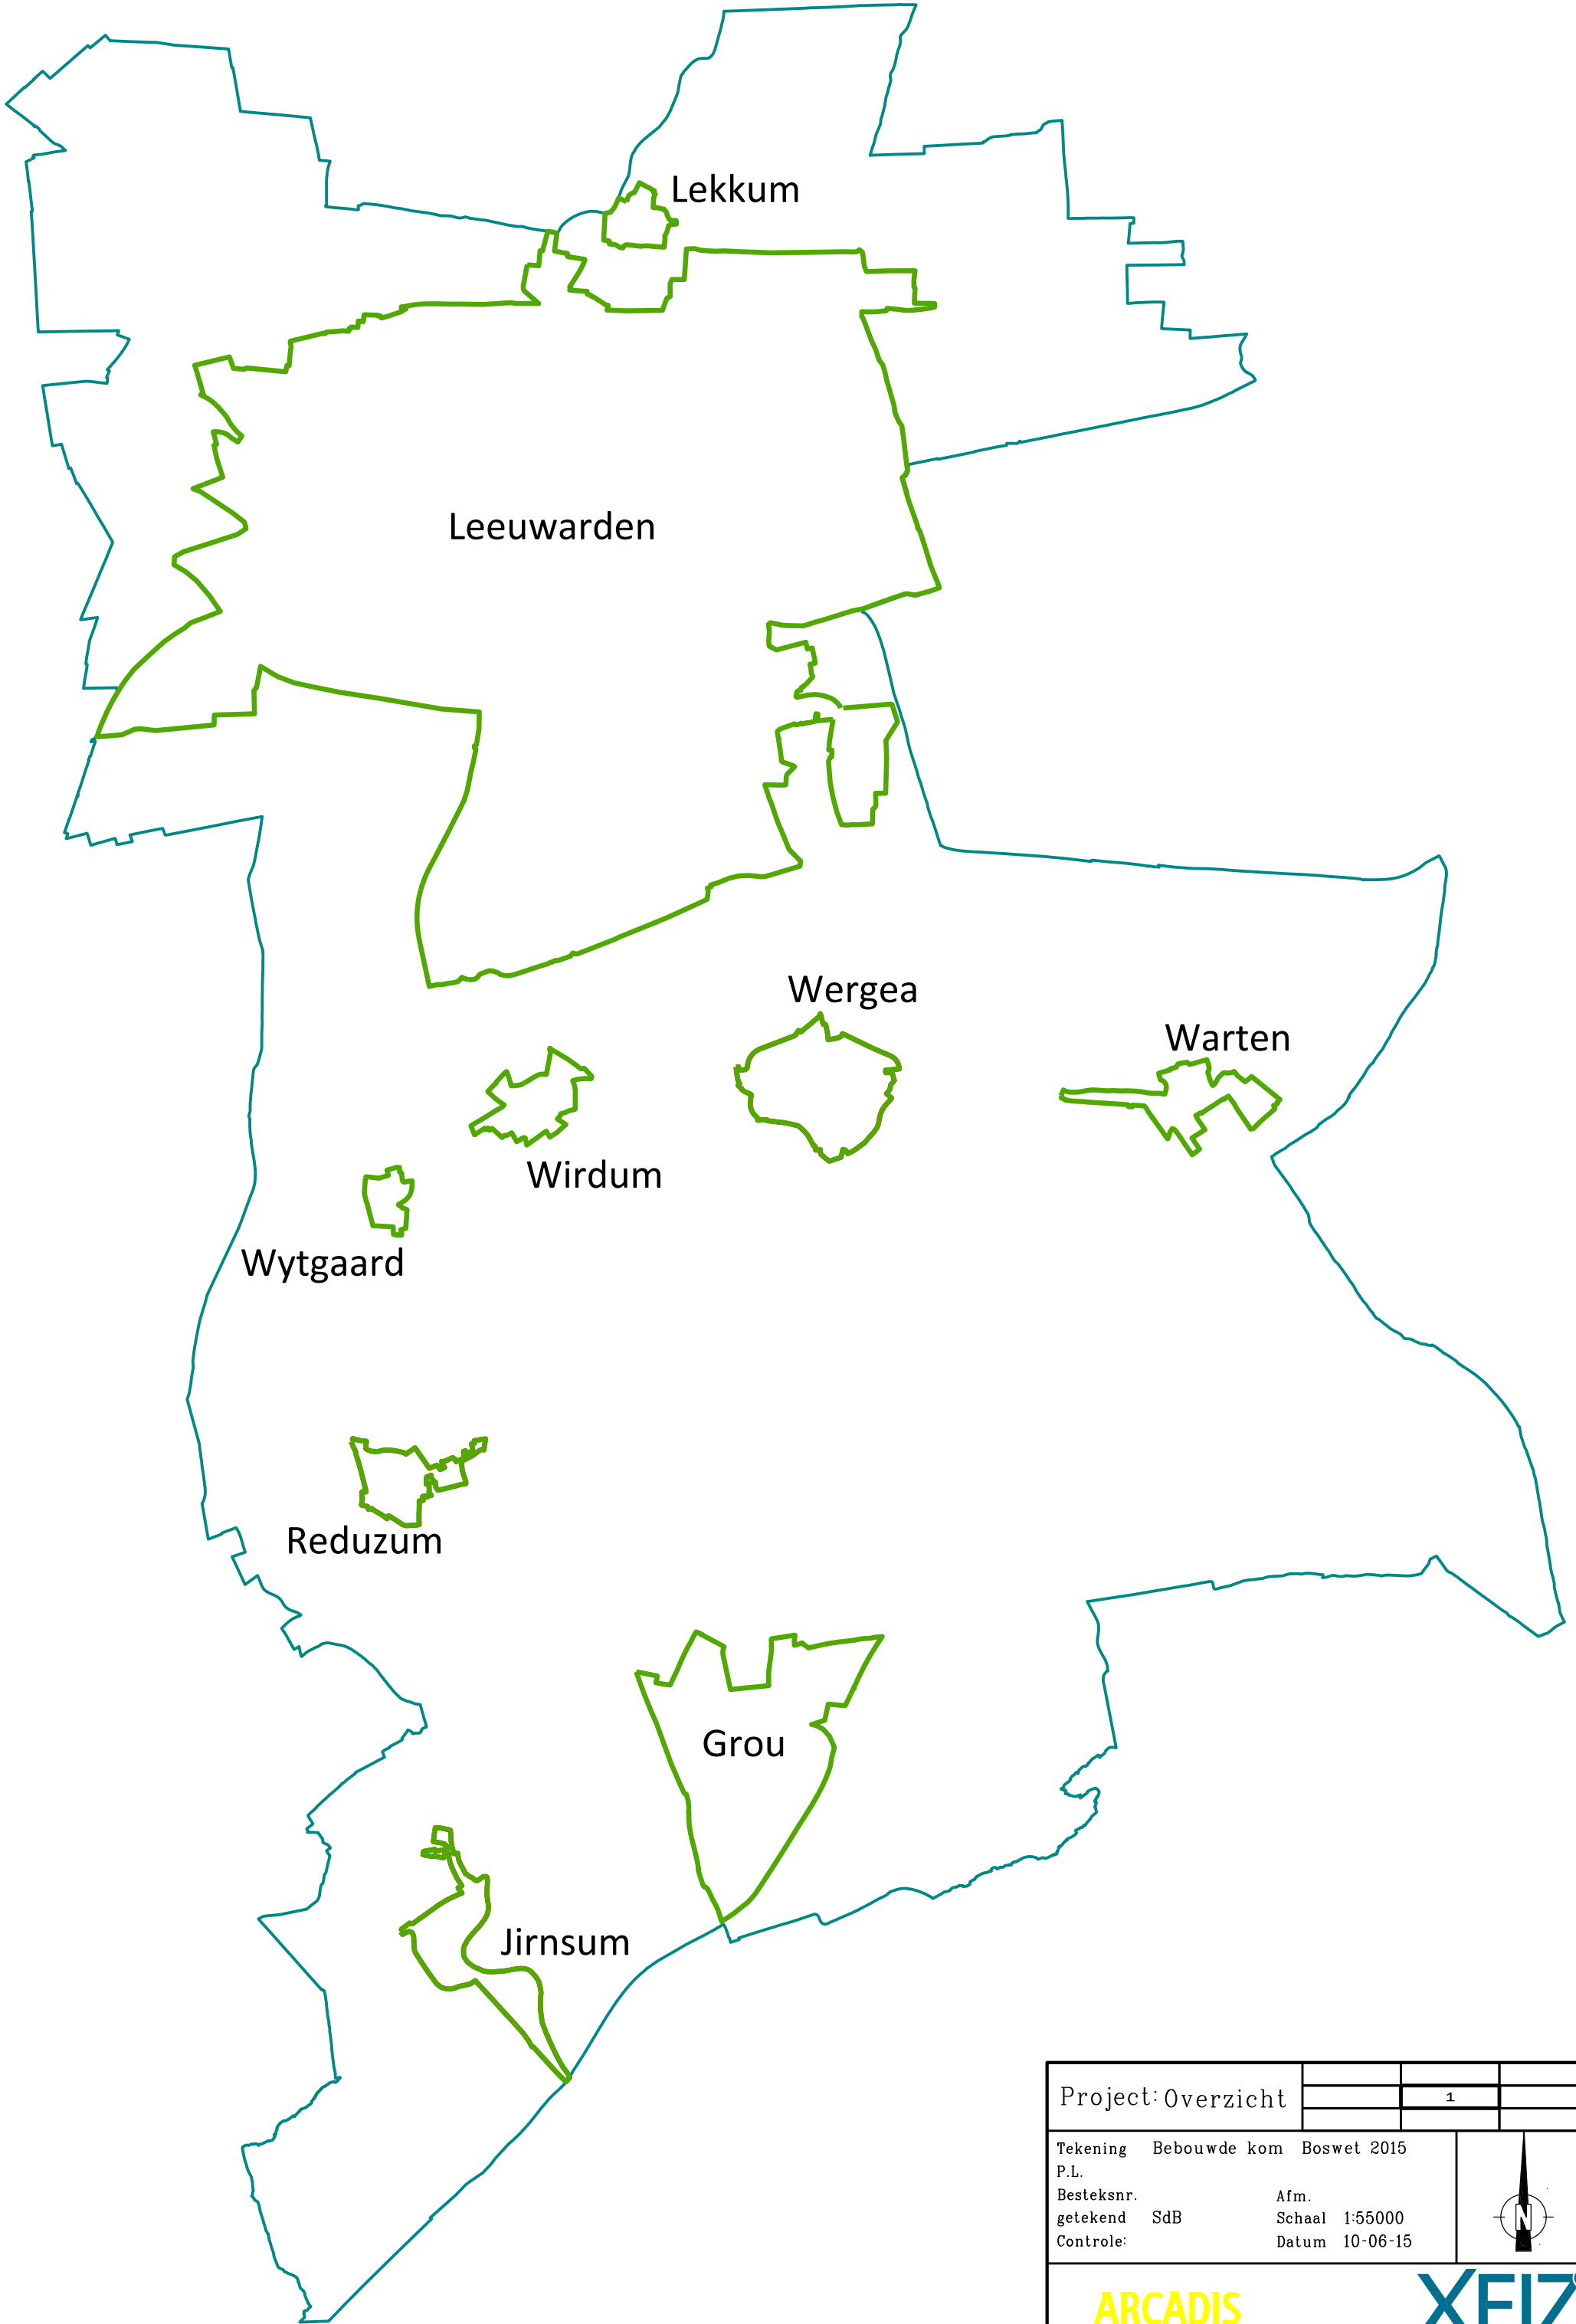 Lekkum
Leeuwarden
Wergea
Warten
Wirdum
Wytgaard
Reduzum
Grou
Jirnsum
Project: Overzicht
1
Tekening Bebouwde kom Boswet 2015
P.L.
Besteksnr. Afm.
getekend SdB Schaal 1:55000
Controle: Datum 10-06-15
N
ARCADIS